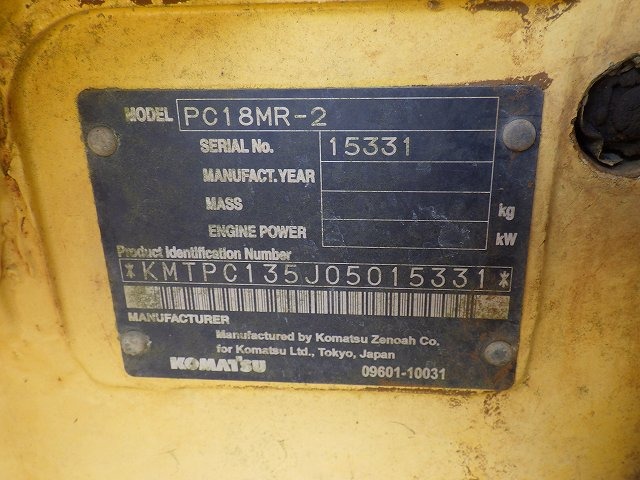 MODEL PC18MR-2
SERIAL No. 15331
MANUFACT.YEAR
MASS kg
ENGINE POWER kW
Product Identification Number
*KMTPC135J05015331*
MANUFACTURER
Manufactured by Komatsu Zenoah Co.
for Komatsu Ltd., Tokyo, Japan
KOMATSU 09601-10031